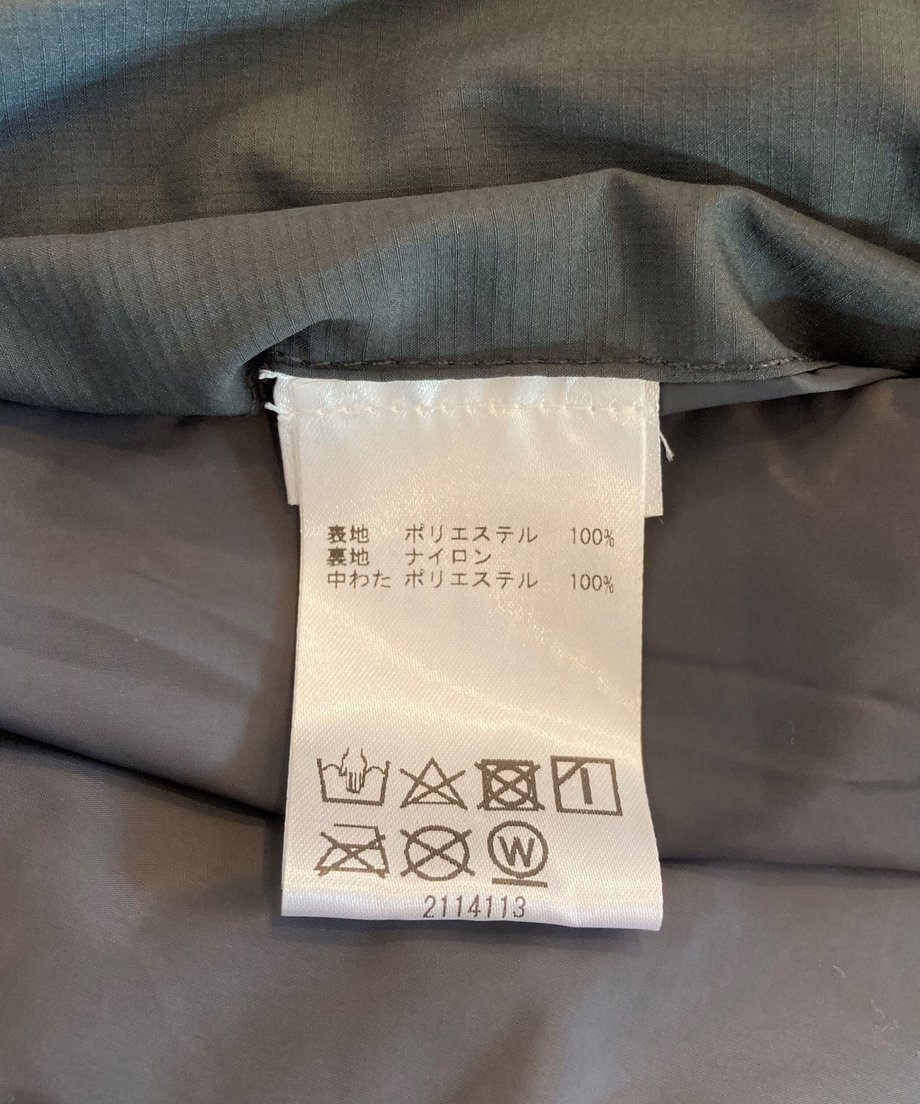 表地 ポリエステル 100%
裏地 ナイロン
中わた ポリエステル 100%
W
2114113